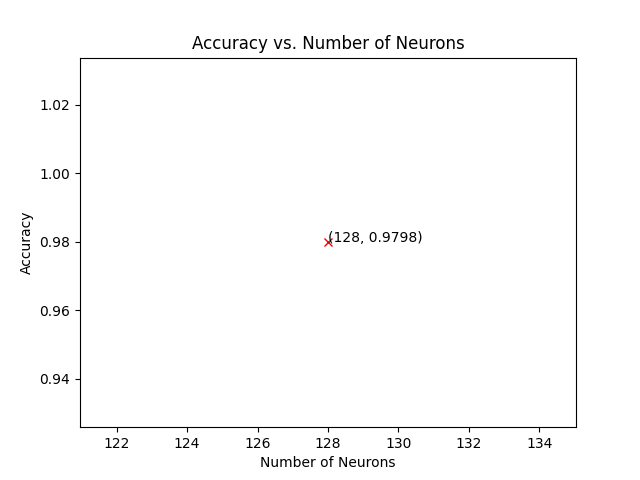 Accuracy vs. Number of Neurons
1.02
1.00
0.98
0.96
0.94
Accuracy
(128, 0.9798)
122 124 126 128 130 132 134
Number of Neurons